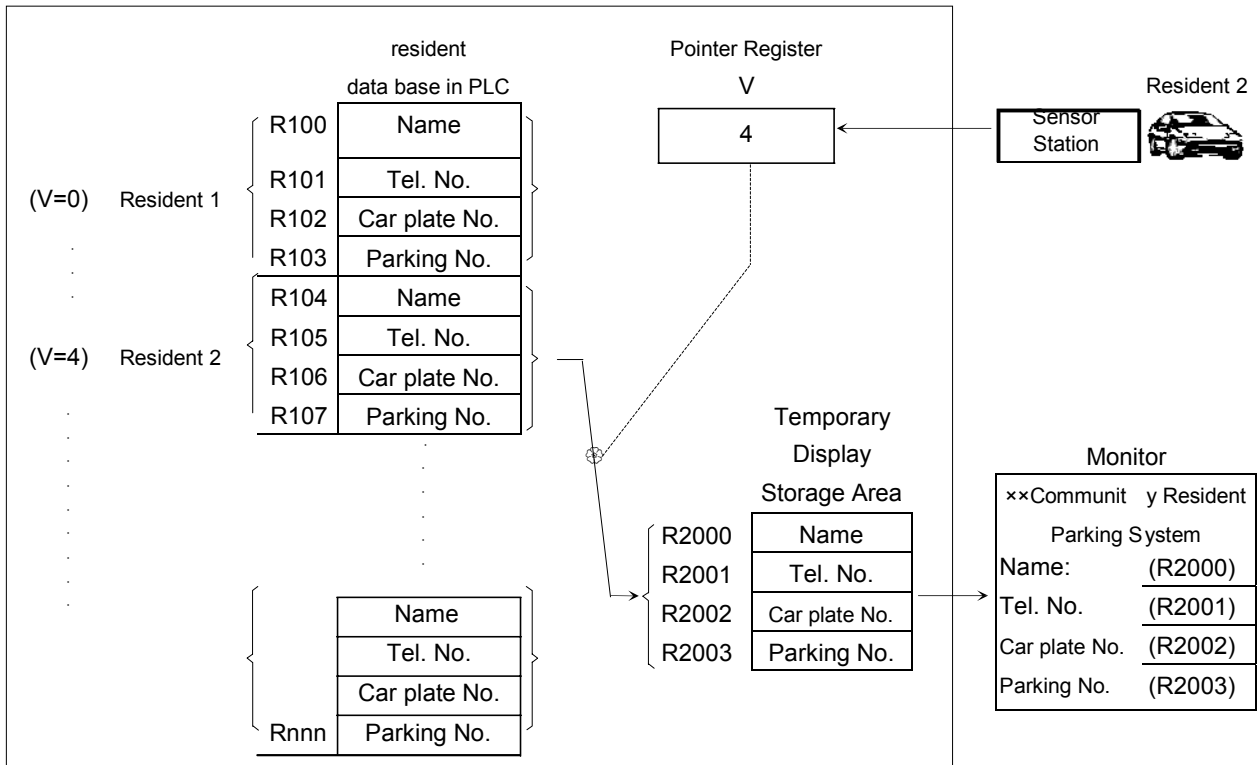 resident
data base in PLC
R100 Name
R101 Tel. No.
R102 Car plate No.
R103 Parking No.
(V=0) Resident 1
R104 Name
R105 Tel. No.
R106 Car plate No.
R107 Parking No.
(V=4) Resident 2
Name
Tel. No.
Car plate No.
Rnnn Parking No.
Pointer Register
V
4
Resident 2
Sensor
Station
Temporary
Display
Storage Area
R2000 Name
R2001 Tel. No.
R2002 Car plate No.
R2003 Parking No.
Monitor
××Communit y Resident
Parking System
Name: (R2000)
Tel. No. (R2001)
Car plate No. (R2002)
Parking No. (R2003)